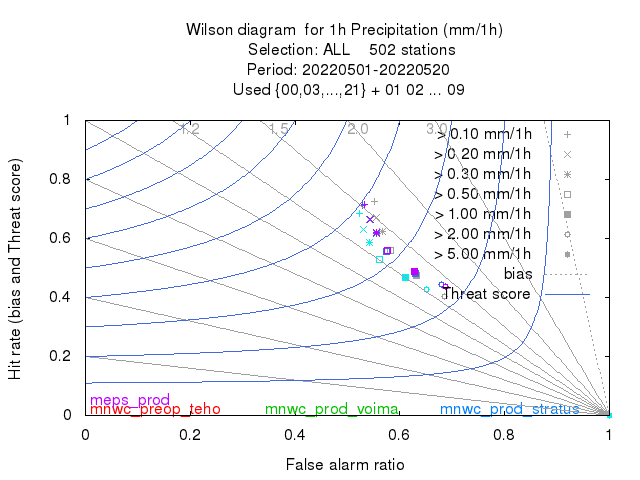 Wilson diagram for 1h Precipitation (mm/1h)
Selection: ALL 502 stations
Period: 20220501-20220520
Used {00,03,...,21} + 01 02 ... 09
1.2 1.5 2.0 3.0
> 0.10 mm/1h
> 0.20 mm/1h
> 0.30 mm/1h
> 0.50 mm/1h
> 1.00 mm/1h
> 2.00 mm/1h
> 5.00 mm/1h
bias
Threat score
Hit rate (bias and Threat score)
1
0.8
0.6
0.4
0.2
0
meps_prod
mnwc_preop_teho mnwc_prod_voima mnwc_prod_stratus
0 0.2 0.4 0.6 0.8 1
False alarm ratio